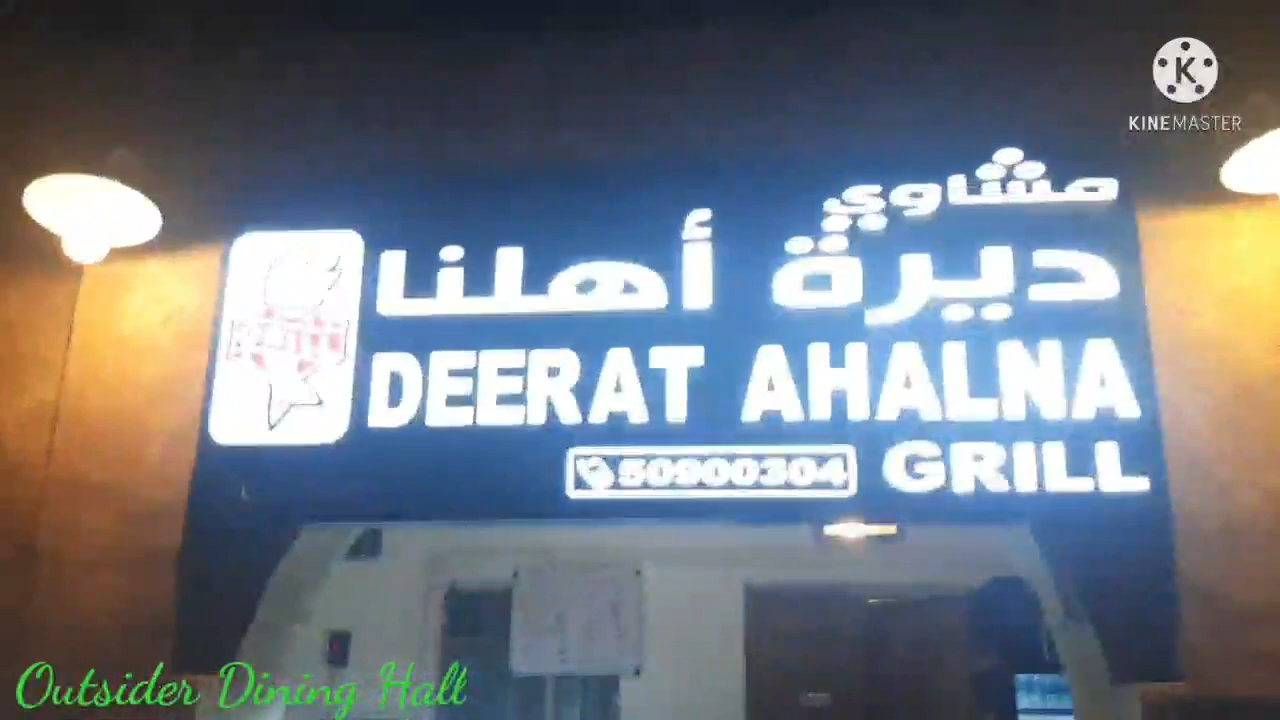 K
KINEMASTER
مشاوي
ديرة أهلنا
DEERAT AHALNA
50900304 GRILL
Outsider Dining Hall